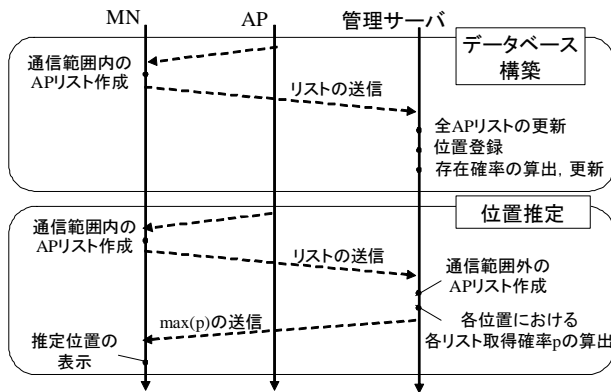 MN
AP
管理サーバ
データベース
構築
通信範囲内の
APリスト作成
リストの送信
全APリストの更新
位置登録
存在確率の算出, 更新
位置推定
通信範囲内の
APリスト作成
リストの送信
通信範囲外の
APリスト作成
max(p)の送信
各位置における
各リスト取得確率pの算出
推定位置の
表示